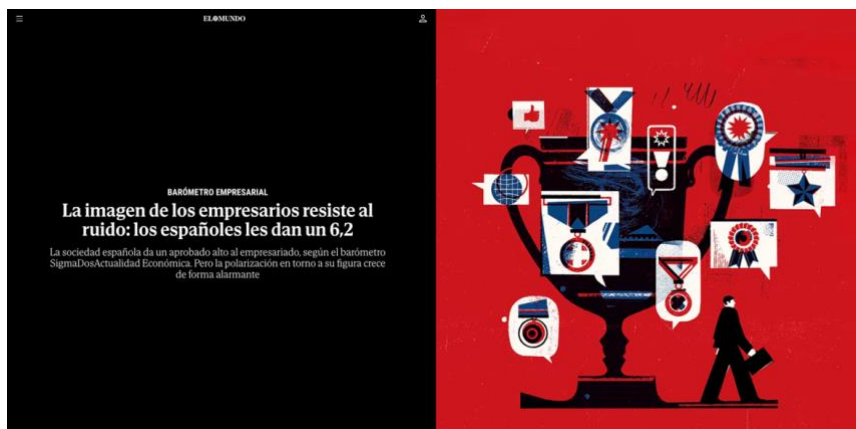 EL MUNDO
BARÓMETRO EMPRESARIAL
La imagen de los empresarios resiste al
ruido: los españoles les dan un 6,2
La sociedad española da un aprobado alto al empresariado, según el barómetro
SigmaDosActualidad Económica. Pero la polarización en torno a su figura crece
de forma alarmante